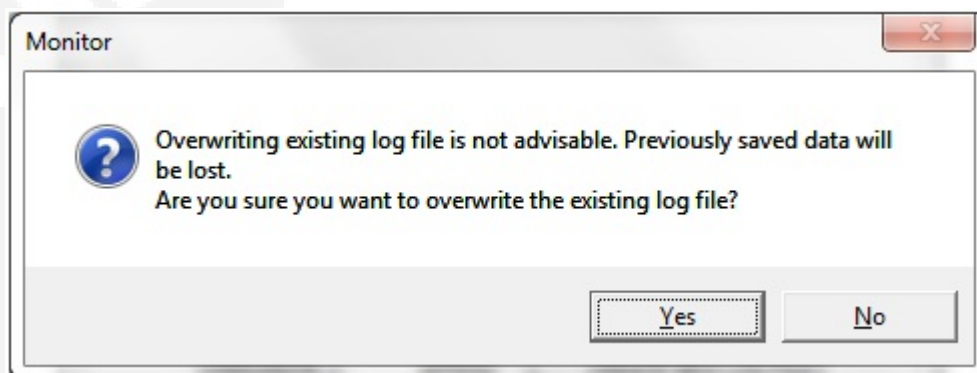 Monitor
Overwriting existing log file is not advisable. Previously saved data will
be lost.
Are you sure you want to overwrite the existing log file?
Yes
No